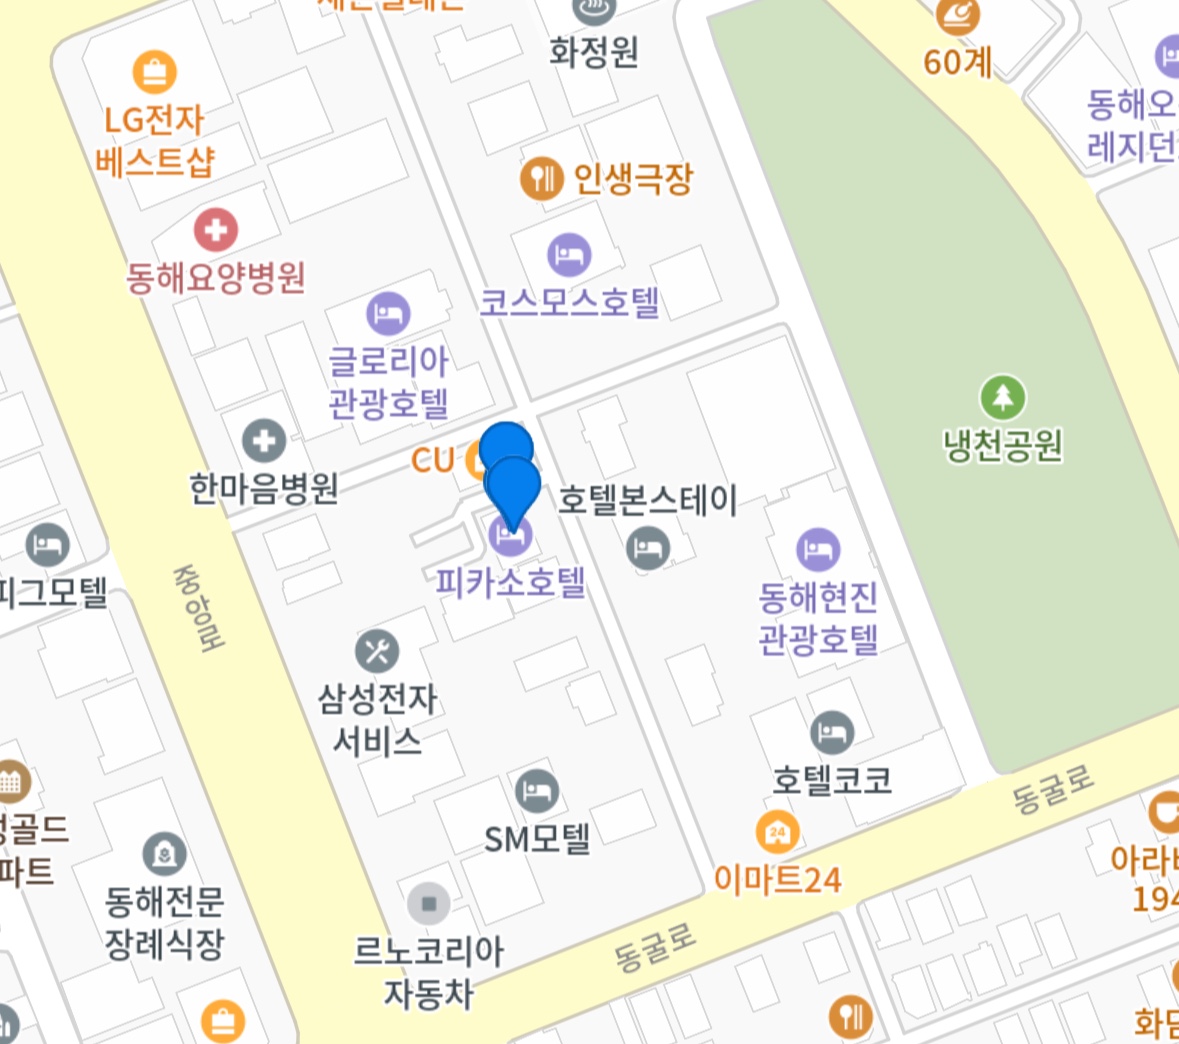 화정원
60계
LG전자
베스트샵
인생극장
동해요양병원
코스모스호텔
글로리아
관광호텔
냉천공원
CU
한마음병원
호텔본스테이
피카소호텔
동해현진
관광호텔
중앙로
삼성전자
서비스
호텔코코
동굴로
SM모텔
이마트24
24
동해전문
장례식장
르노코리아
자동차
동굴로